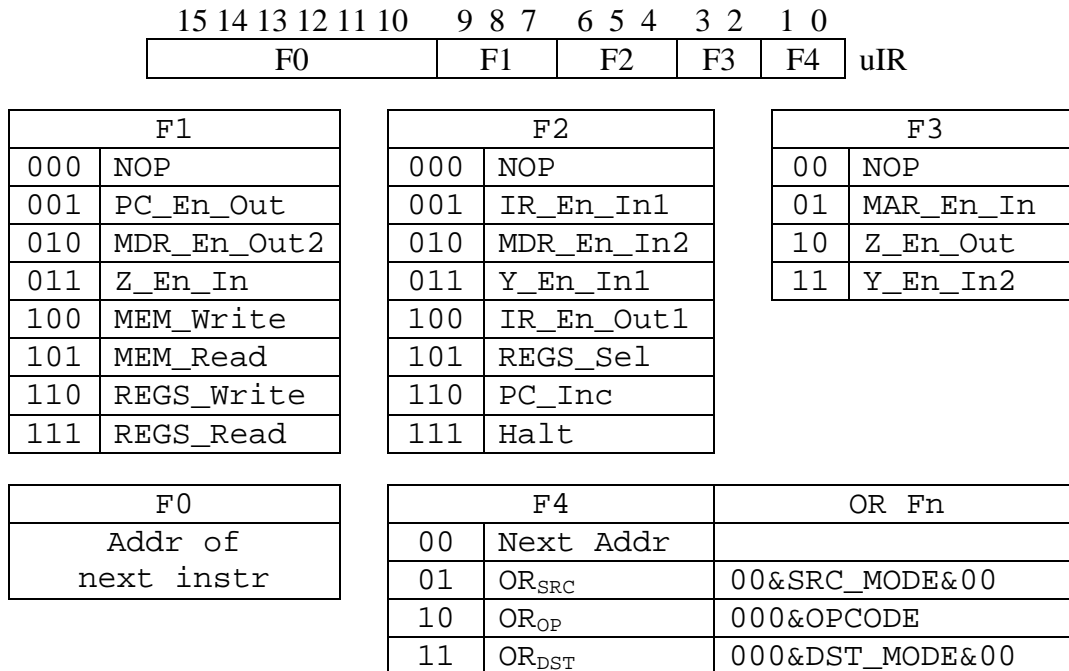 15 14 13 12 11 10 9 8 7 6 5 4 3 2 1 0
F0 F1 F2 F3 F4 uIR
F1 F2 F3
000 NOP 000 NOP 00 NOP
001 PC_En_Out 001 IR_En_In1 01 MAR_En_In
010 MDR_En_Out2 010 MDR_En_In2 10 Z_En_Out
011 Z_En_In 011 Y_En_In1 11 Y_En_In2
100 MEM_Write 100 IR_En_Out1
101 MEM_Read 101 REGS_Sel
110 REGS_Write 110 PC_Inc
111 REGS_Read 111 Halt
F0 F4 OR Fn
Addr of 00 Next Addr
next instr 01 ORSRC 00&SRC_MODE&00
10 OROP 000&OPCODE
11 ORDST 000&DST_MODE&00